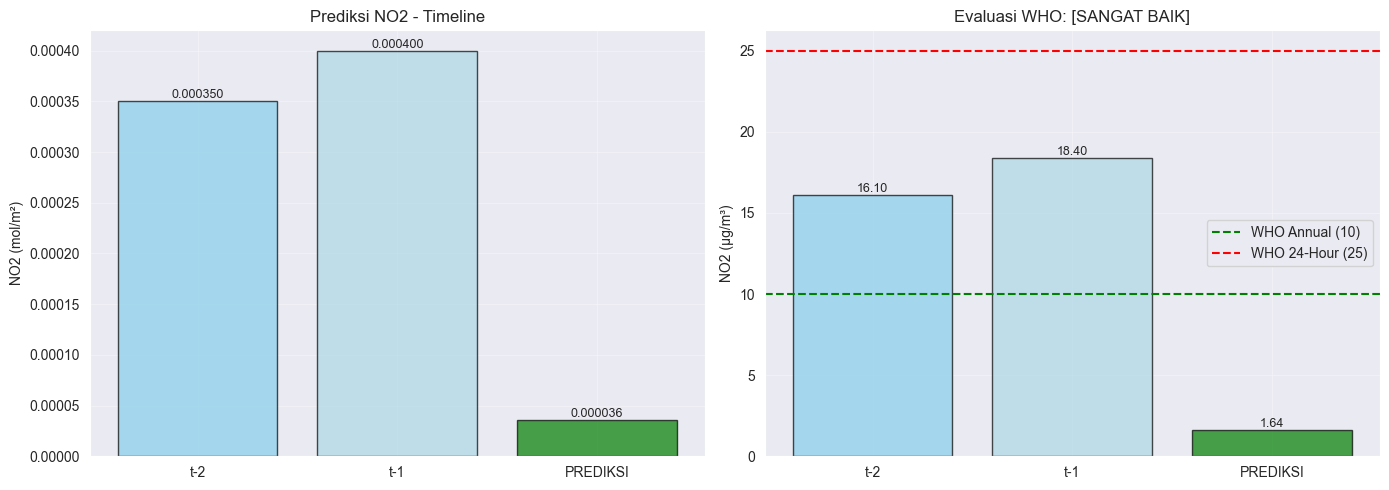 Prediksi NO2 - Timeline
NO2 (mol/m²)
0.00040
0.00035
0.00030
0.00025
0.00020
0.00015
0.00010
0.00005
0.00000
0.000350
0.000400
0.000036
t-2
t-1
PREDIKSI
Evaluasi WHO: [SANGAT BAIK]
NO2 (µg/m³)
25
20
15
10
5
0
16.10
18.40
1.64
WHO Annual (10)
WHO 24-Hour (25)
t-2
t-1
PREDIKSI